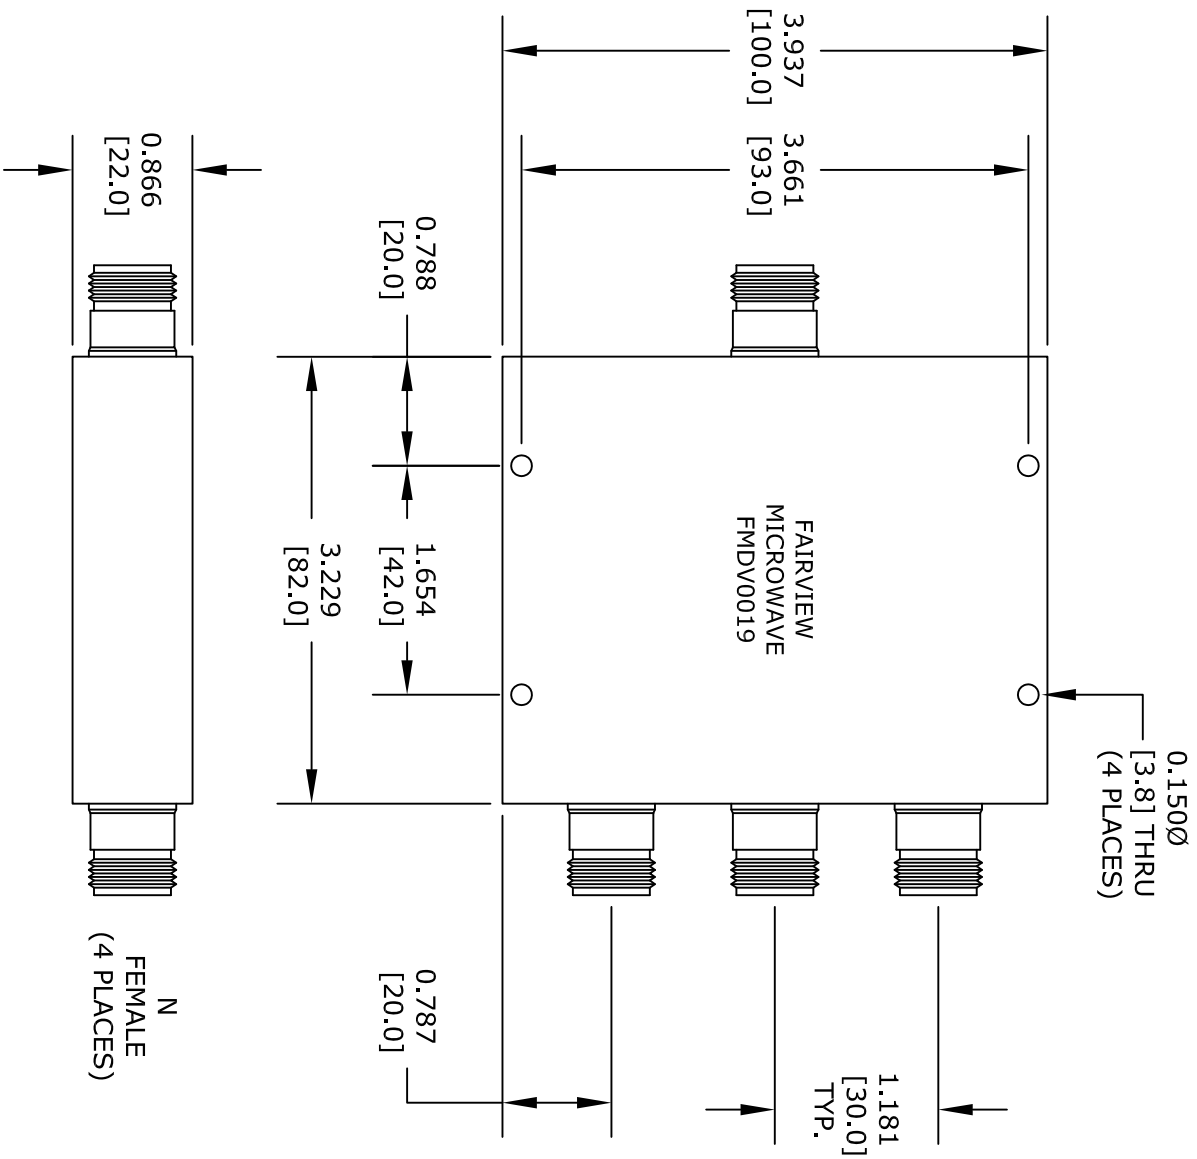 0.150Ø
[3.8] THRU
(4 PLACES)
1.181
[30.0]
TYP.
3.937
[100.0]
3.661
[93.0]
FAIRVIEW
MICROWAVE
FMDV0019
0.788
[20.0]
1.654
[42.0]
0.787
[20.0]
3.229
[82.0]
0.866
[22.0]
N
FEMALE
(4 PLACES)